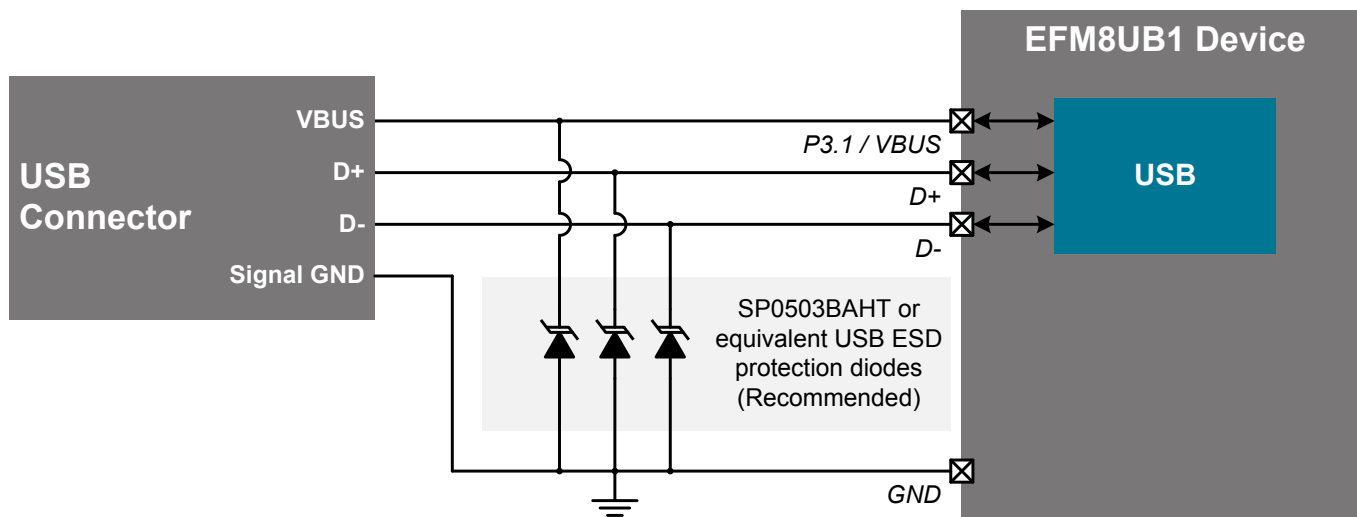 EFM8UB1 Device
USB
Connector
VBUS
D+
D-
Signal GND
P3.1 / VBUS
D+
D-
USB
SP0503BAHT or
equivalent USB ESD
protection diodes
(Recommended)
GND